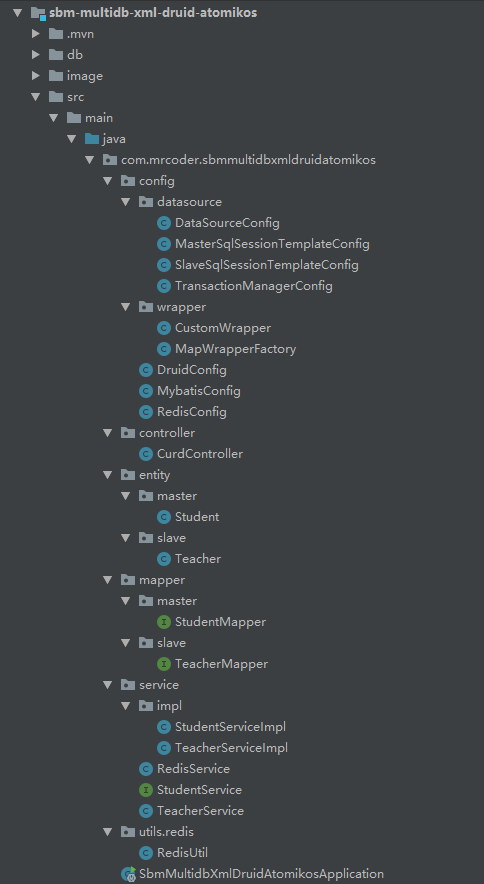 sbm-multidb-xml-druid-atomikos
.mvn
db
image
src
main
java
com.mrcoder.sbmmultidbxmldruidatomikos
config
datasource
DataSourceConfig
MasterSqlSessionTemplateConfig
SlaveSqlSessionTemplateConfig
TransactionManagerConfig
wrapper
CustomWrapper
MapWrapperFactory
DruidConfig
MybatisConfig
RedisConfig
controller
CurdController
entity
master
Student
slave
Teacher
mapper
master
StudentMapper
slave
TeacherMapper
service
impl
StudentServiceImpl
TeacherServiceImpl
RedisService
StudentService
TeacherService
utils.redis
RedisUtil
SbmMultidbXmlDruidAtomikosApplication